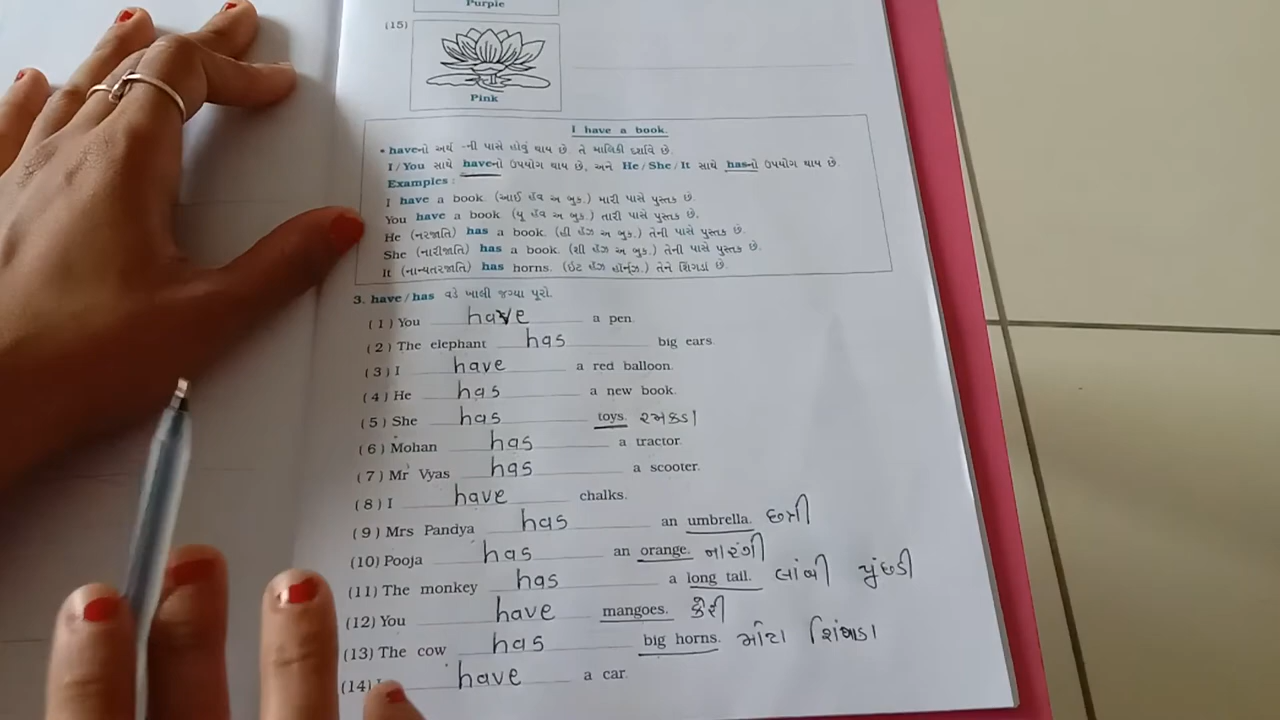 Purple
(15)
Pink
I have a book.
• haveનો અર્થ -ની પાસે હોવું થાય છે. તે માલિકી દર્શાવે છે.
I/You સાથે haveનો ઉપયોગ થાય છે, અને He/She/It સાથે hasનો ઉપયોગ થાય છે.
Examples :
I have a book. (આઈ હૅવ અ બુક.) મારી પાસે પુસ્તક છે.
You have a book (યૂ હૅવ અ બુક.) તારી પાસે પુસ્તક છે.
He (નરજાતિ) has a book. (હી હૅઝ અ બુક.) તેની પાસે પુસ્તક છે.
She (નારીજાતિ) has a book. (શી હૅઝ અ બુક.) તેની પાસે પુસ્તક છે.
It (નાન્યતરજાતિ) has horns. (ઇટ હૅઝ હૉર્ન્ઝ.) તેને શિંગડાં છે.
3. have/has વડે ખાલી જગ્યા પૂરો.
(1) You have a pen.
(2) The elephant has big ears.
(3) I have a red balloon.
(4) He has a new book.
(5) She has toys. રમકડા
(6) Mohan has a tractor.
(7) Mr Vyas has a scooter.
(8) I have chalks.
(9) Mrs Pandya has an umbrella. છત્રી
(10) Pooja has an orange. નારંગી
(11) The monkey has a long tail. લાંબી પુંછડી
(12) You have mangoes. કેરી
(13) The cow has big horns. મોટા શિંગાડા
(14) I have a car.